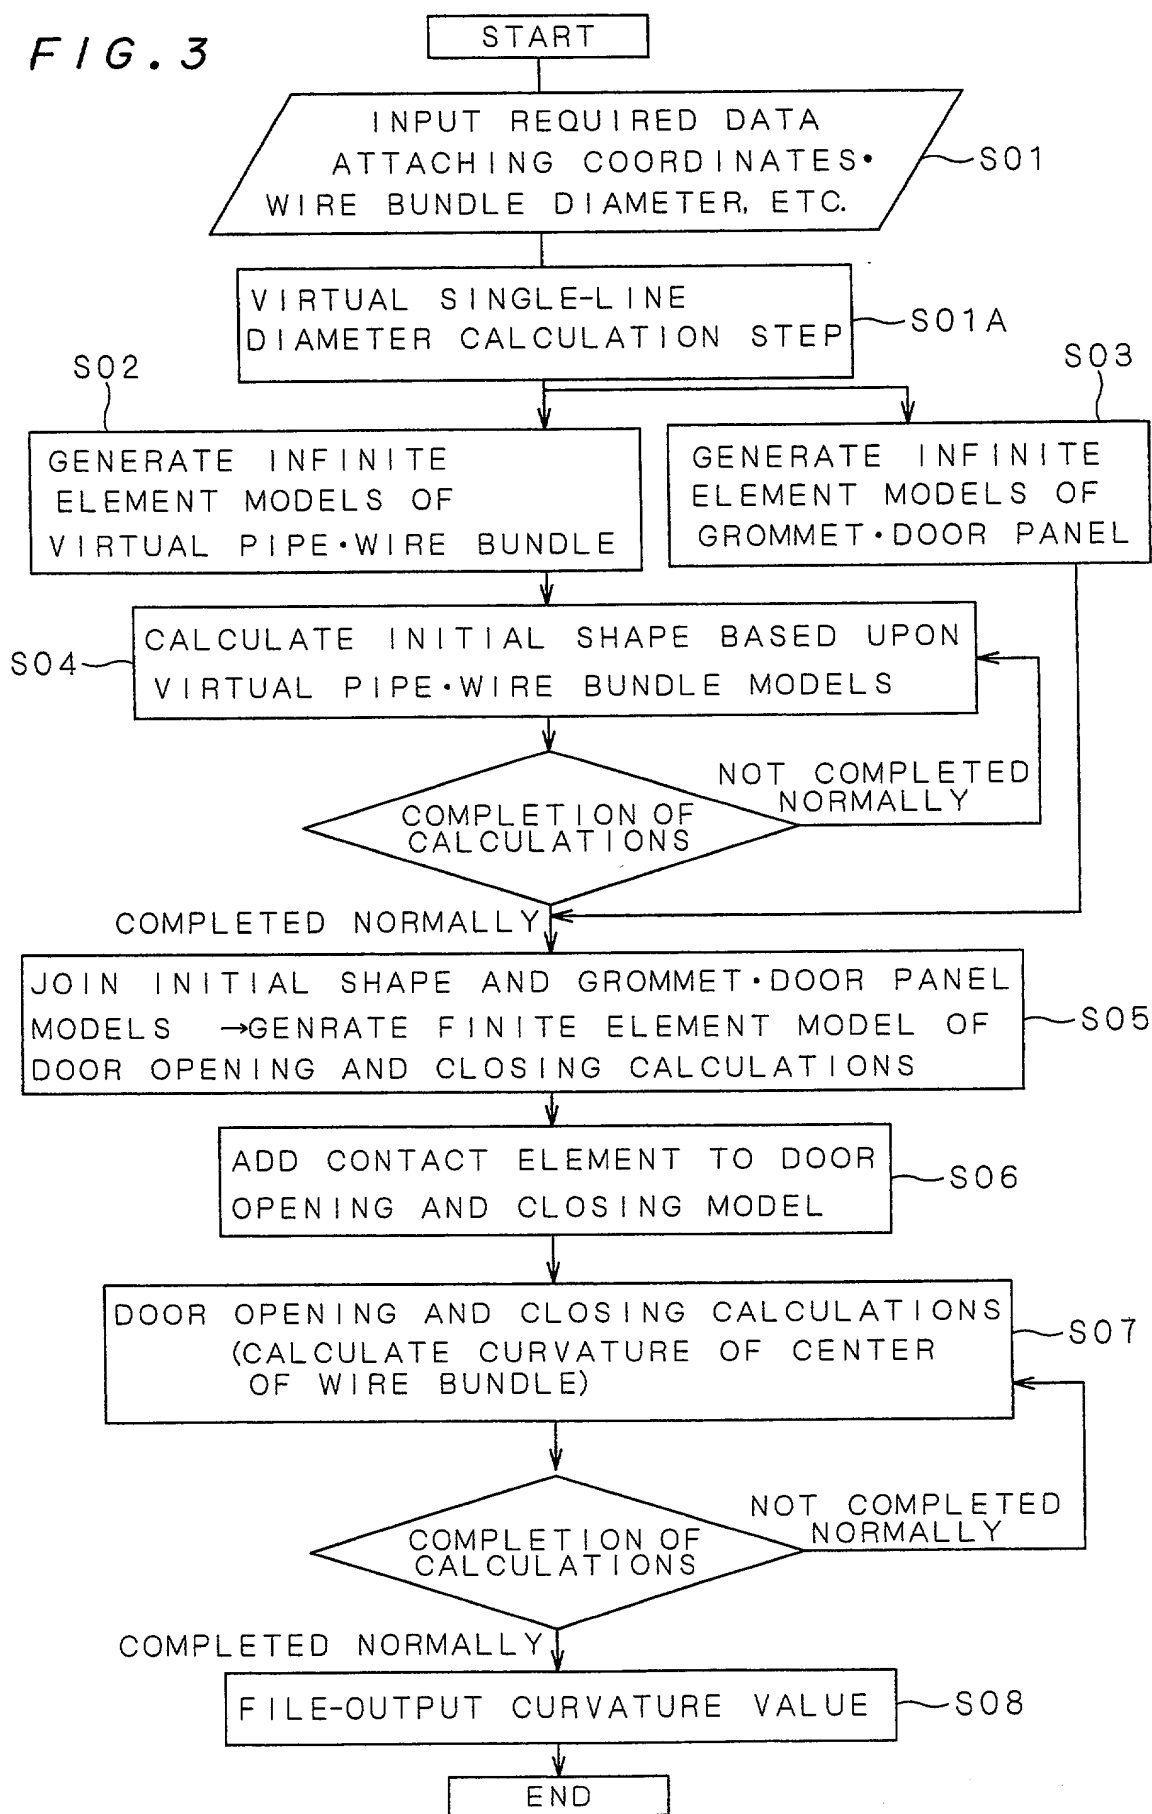 FIG. 3
START
INPUT REQUIRED DATA
ATTACHING COORDINATES•
WIRE BUNDLE DIAMETER, ETC.
S01
VIRTUAL SINGLE-LINE
DIAMETER CALCULATION STEP
S01A
S02
GENERATE INFINITE
ELEMENT MODELS OF
VIRTUAL PIPE•WIRE BUNDLE
S03
GENERATE INFINITE
ELEMENT MODELS OF
GROMMET•DOOR PANEL
S04
CALCULATE INITIAL SHAPE BASED UPON
VIRTUAL PIPE•WIRE BUNDLE MODELS
COMPLETION OF
CALCULATIONS
NOT COMPLETED
NORMALLY
COMPLETED NORMALLY
JOIN INITIAL SHAPE AND GROMMET•DOOR PANEL
MODELS →GENRATE FINITE ELEMENT MODEL OF
DOOR OPENING AND CLOSING CALCULATIONS
S05
ADD CONTACT ELEMENT TO DOOR
OPENING AND CLOSING MODEL
S06
DOOR OPENING AND CLOSING CALCULATIONS
(CALCULATE CURVATURE OF CENTER
OF WIRE BUNDLE)
S07
COMPLETION OF
CALCULATIONS
NOT COMPLETED
NORMALLY
COMPLETED NORMALLY
FILE-OUTPUT CURVATURE VALUE
S08
END